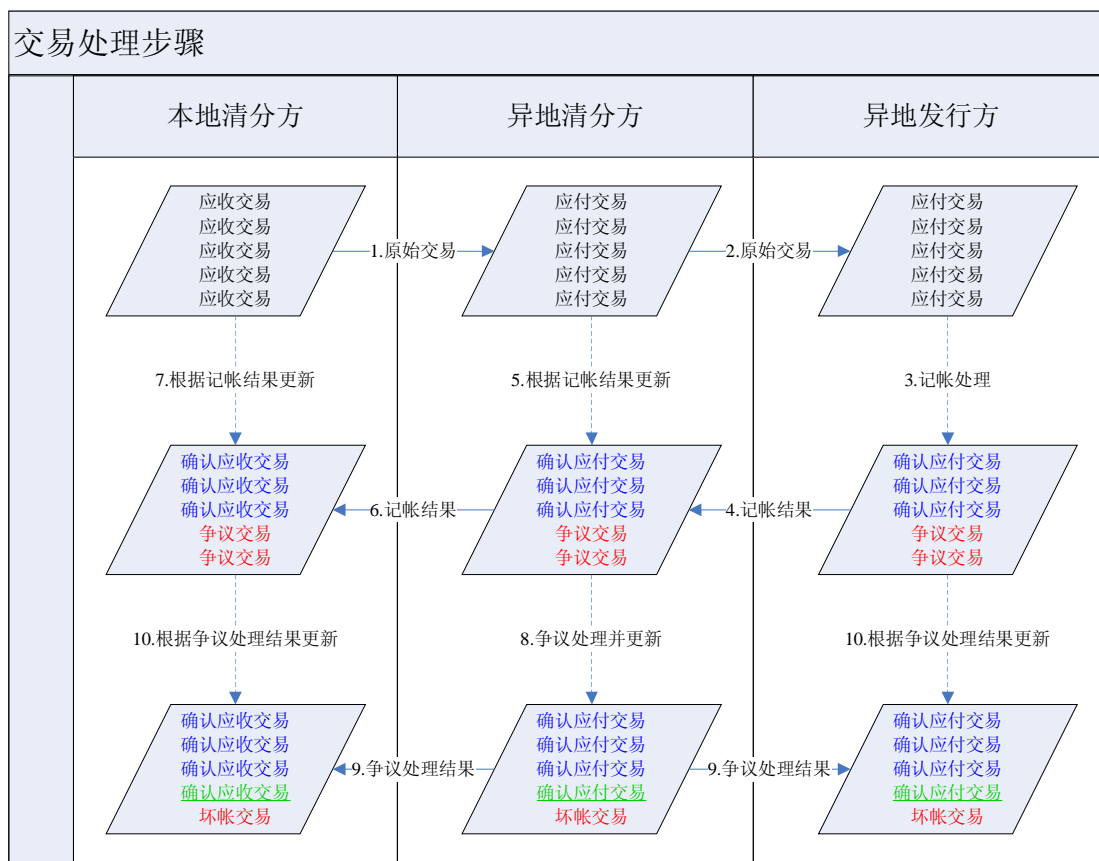 交易处理步骤
本地清分方
异地清分方
异地发行方
应收交易
应收交易
应收交易
应收交易
应收交易
1.原始交易
应付交易
应付交易
应付交易
应付交易
应付交易
2.原始交易
应付交易
应付交易
应付交易
应付交易
应付交易
7.根据记帐结果更新
5.根据记帐结果更新
3.记帐处理
确认应收交易
确认应收交易
确认应收交易
争议交易
争议交易
6.记帐结果
确认应付交易
确认应付交易
确认应付交易
争议交易
争议交易
4.记帐结果
确认应付交易
确认应付交易
确认应付交易
争议交易
争议交易
10.根据争议处理结果更新
8.争议处理并更新
10.根据争议处理结果更新
确认应收交易
确认应收交易
确认应收交易
确认应收交易
坏帐交易
9.争议处理结果
确认应付交易
确认应付交易
确认应付交易
确认应付交易
坏帐交易
9.争议处理结果
确认应付交易
确认应付交易
确认应付交易
确认应付交易
坏帐交易